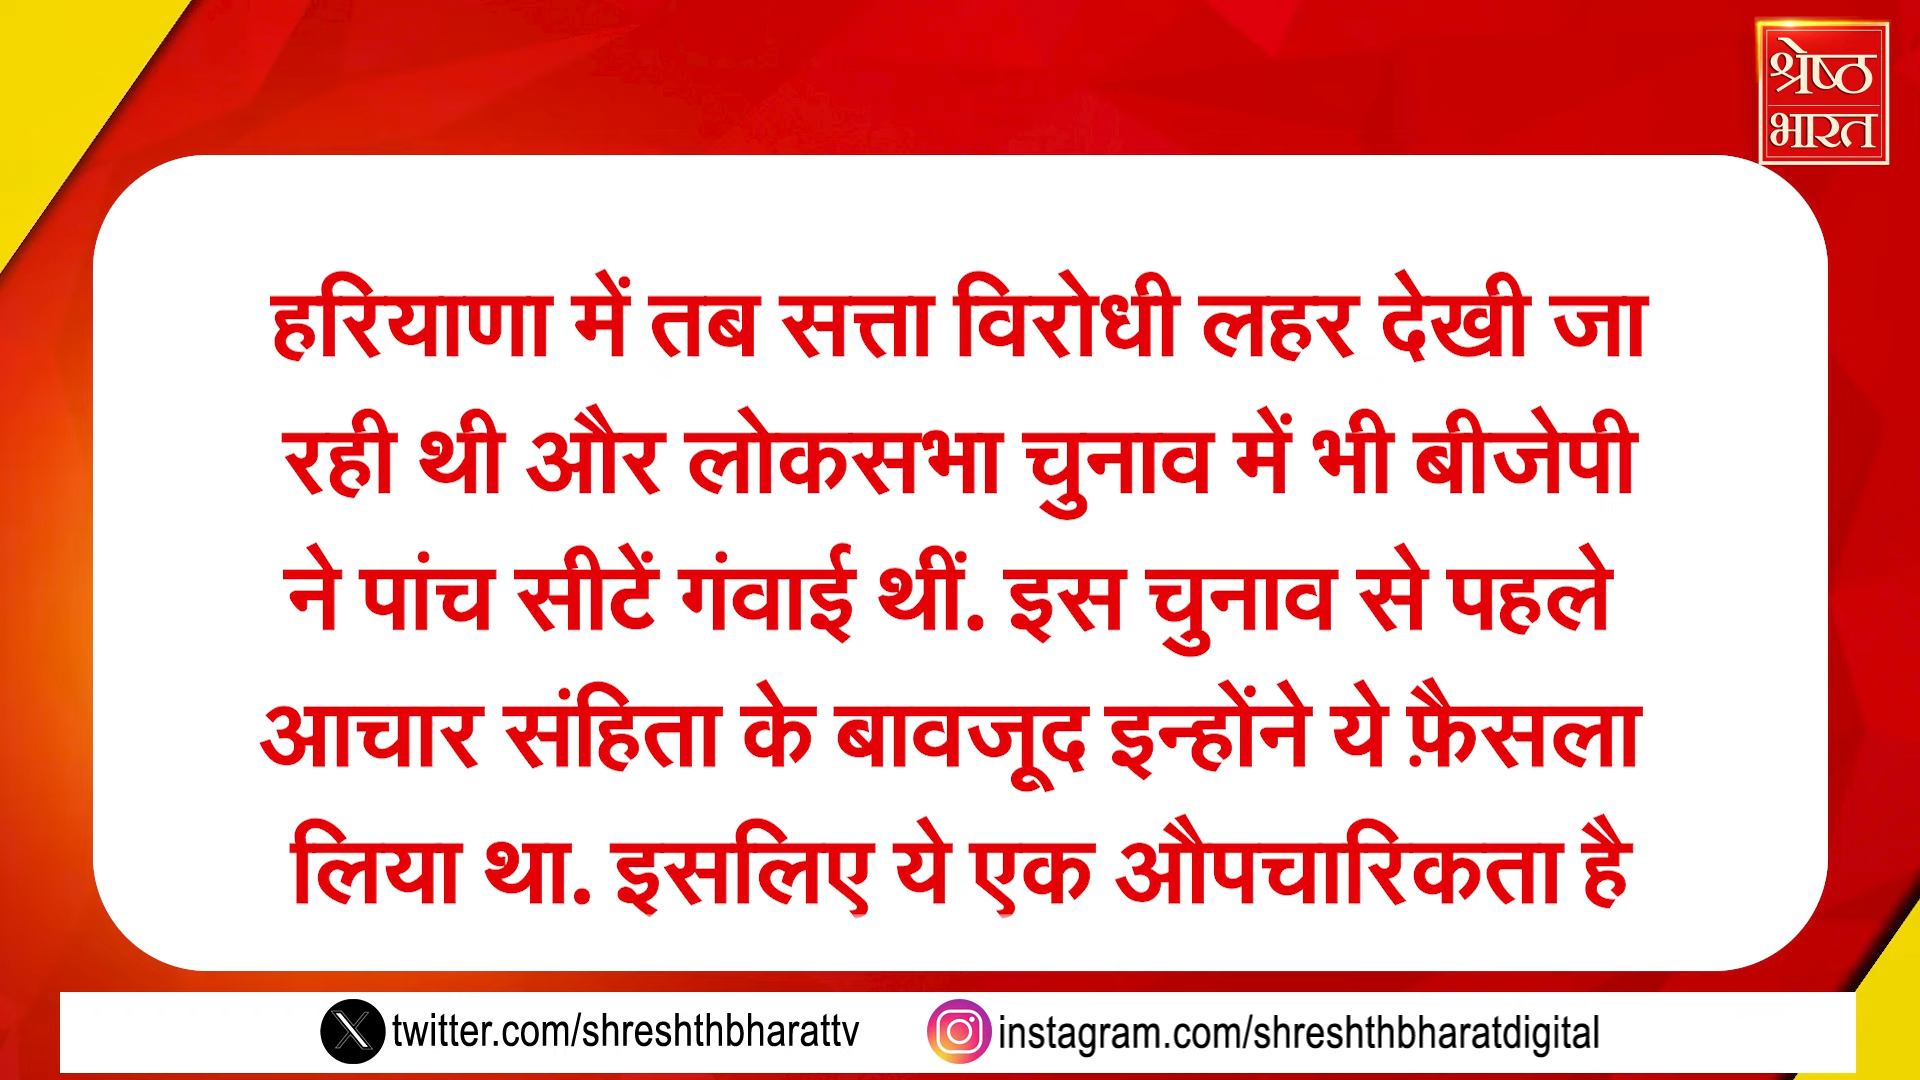 श्रेष्ठ
भारत
हरियाणा में तब सत्ता विरोधी लहर देखी जा
रही थी और लोकसभा चुनाव में भी बीजेपी
ने पांच सीटें गंवाई थीं. इस चुनाव से पहले
आचार संहिता के बावजूद इन्होंने ये फ़ैसला
लिया था. इसलिए ये एक औपचारिकता है
twitter.com/shreshthbharattv
instagram.com/shreshthbharatdigital